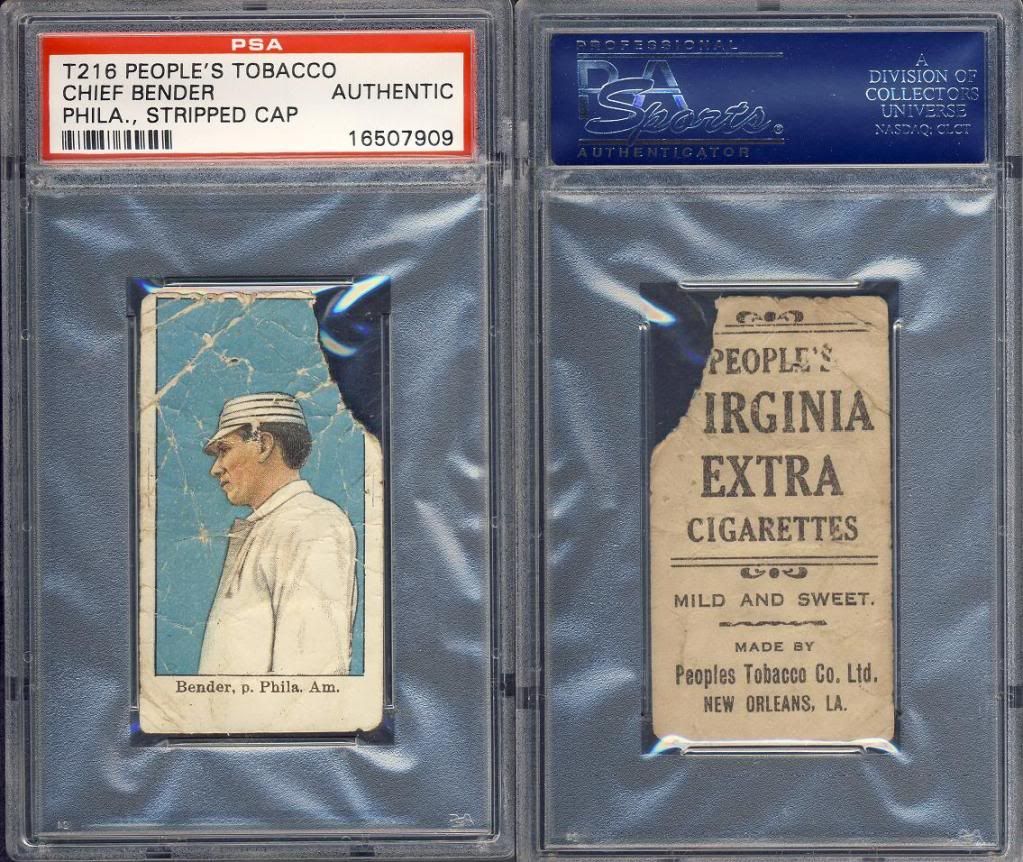 PSA
T216 PEOPLE'S TOBACCO
CHIEF BENDER AUTHENTIC
PHILA., STRIPPED CAP
16507909
Bender, p. Phila. Am.
PROFESSIONAL
PSA
Sports®
AUTHENTICATOR
A
DIVISION OF
COLLECTORS
UNIVERSE
NASDAQ: CLCT
PEOPLE'S
IRGINIA
EXTRA
CIGARETTES
MILD AND SWEET.
MADE BY
Peoples Tobacco Co. Ltd.
NEW ORLEANS, LA.